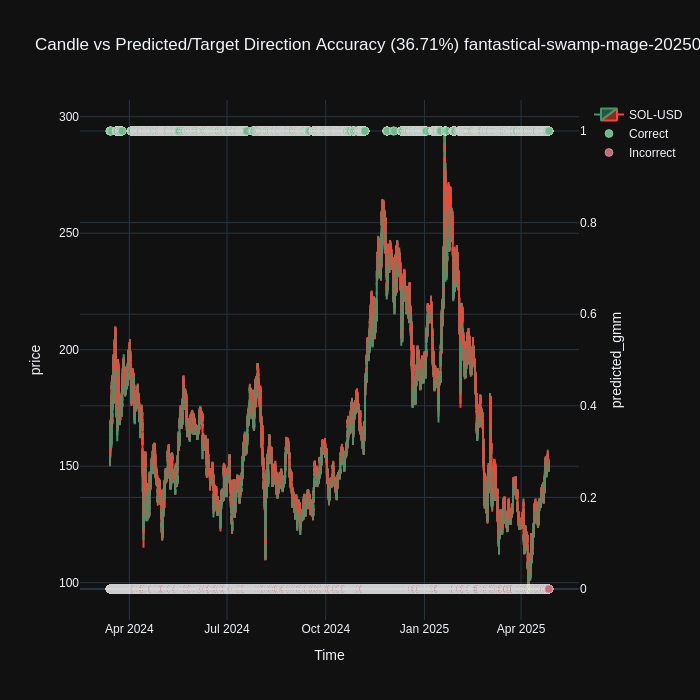 Candle vs Predicted/Target Direction Accuracy (36.71%) fantastical-swamp-mage-20250
SOL-USD
Correct
Incorrect
300
250
200
150
100
price
1
0.8
0.6
0.4
0.2
0
predicted_gmm
Apr 2024
Jul 2024
Oct 2024
Jan 2025
Apr 2025
Time